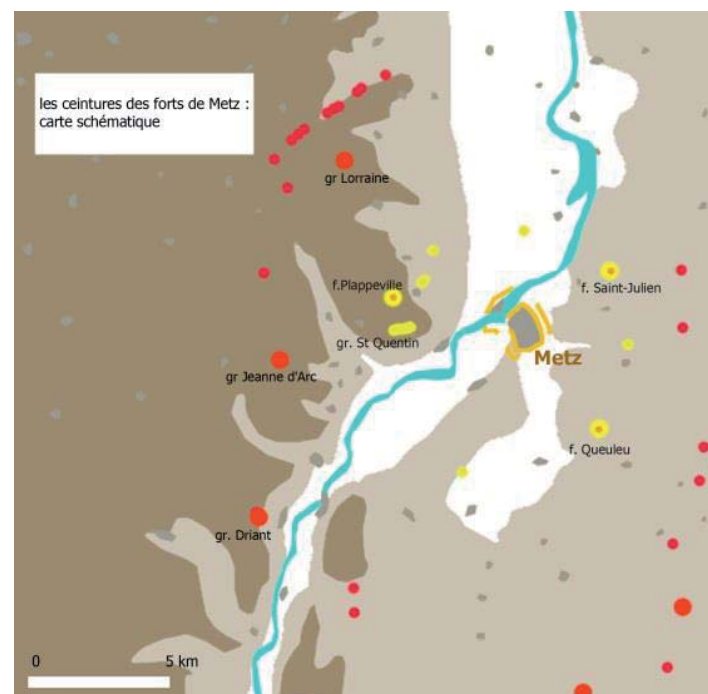 les ceintures des forts de Metz :
carte schématique
gr Lorraine
f.Plappeville
f. Saint-Julien
gr. St Quentin
Metz
gr Jeanne d'Arc
f. Queuleu
gr. Driant
0 5 km